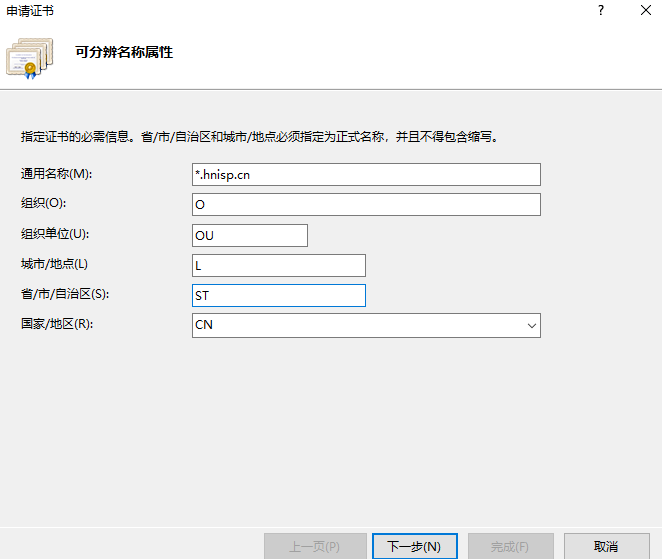 申请证书
?
可分辨名称属性
指定证书的必需信息。省/市/自治区和城市/地点必须指定为正式名称，并且不得包含缩写。
通用名称(M): *.hnisp.cn
组织(O): O
组织单位(U): OU
城市/地点(L) L
省/市/自治区(S): ST
国家/地区(R): CN
上一页(P) 下一步(N) 完成(F) 取消